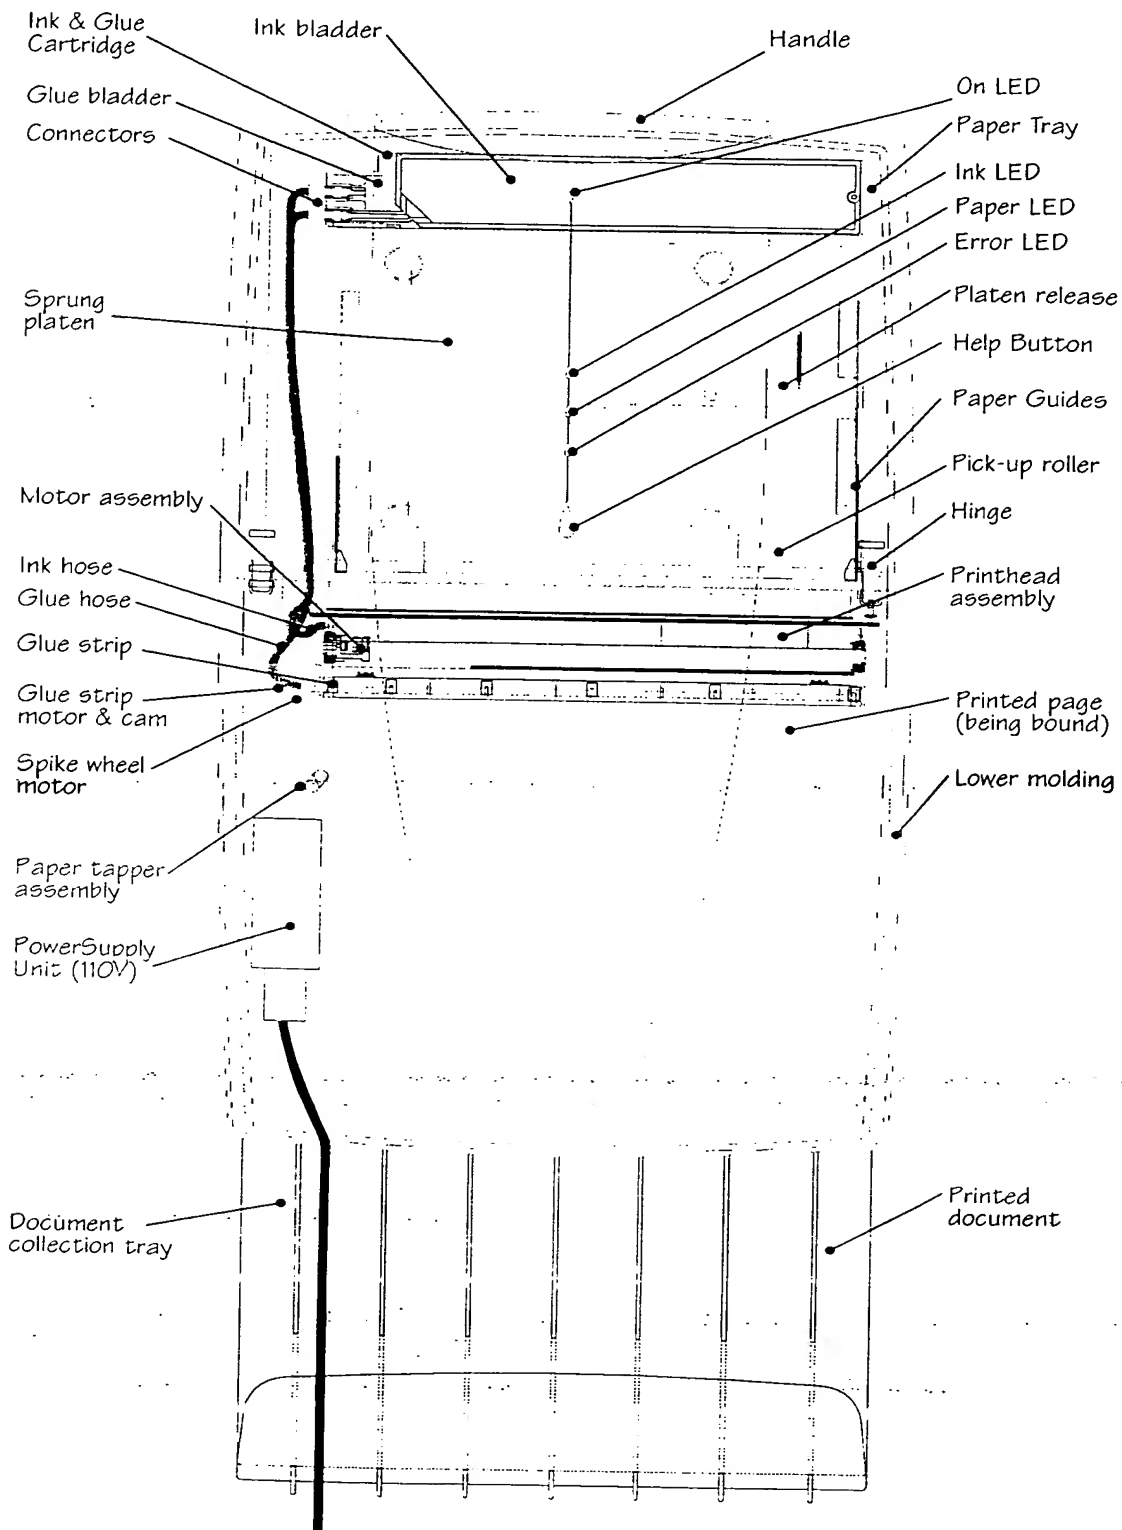 Ink & Glue
Cartridge
Ink bladder
Handle
Glue bladder
Connectors
On LED
Paper Tray
Ink LED
Paper LED
Error LED
Sprung
platen
Platen release
Help Button
Paper Guides
Motor assembly
Pick-up roller
Hinge
Ink hose
Glue hose
Printhead
assembly
Glue strip
Glue strip
motor & cam
Printed page
(being bound)
Spike wheel
motor
Lower molding
Paper tapper
assembly
PowerSupply
Unit (110V)
Document
collection tray
Printed
document